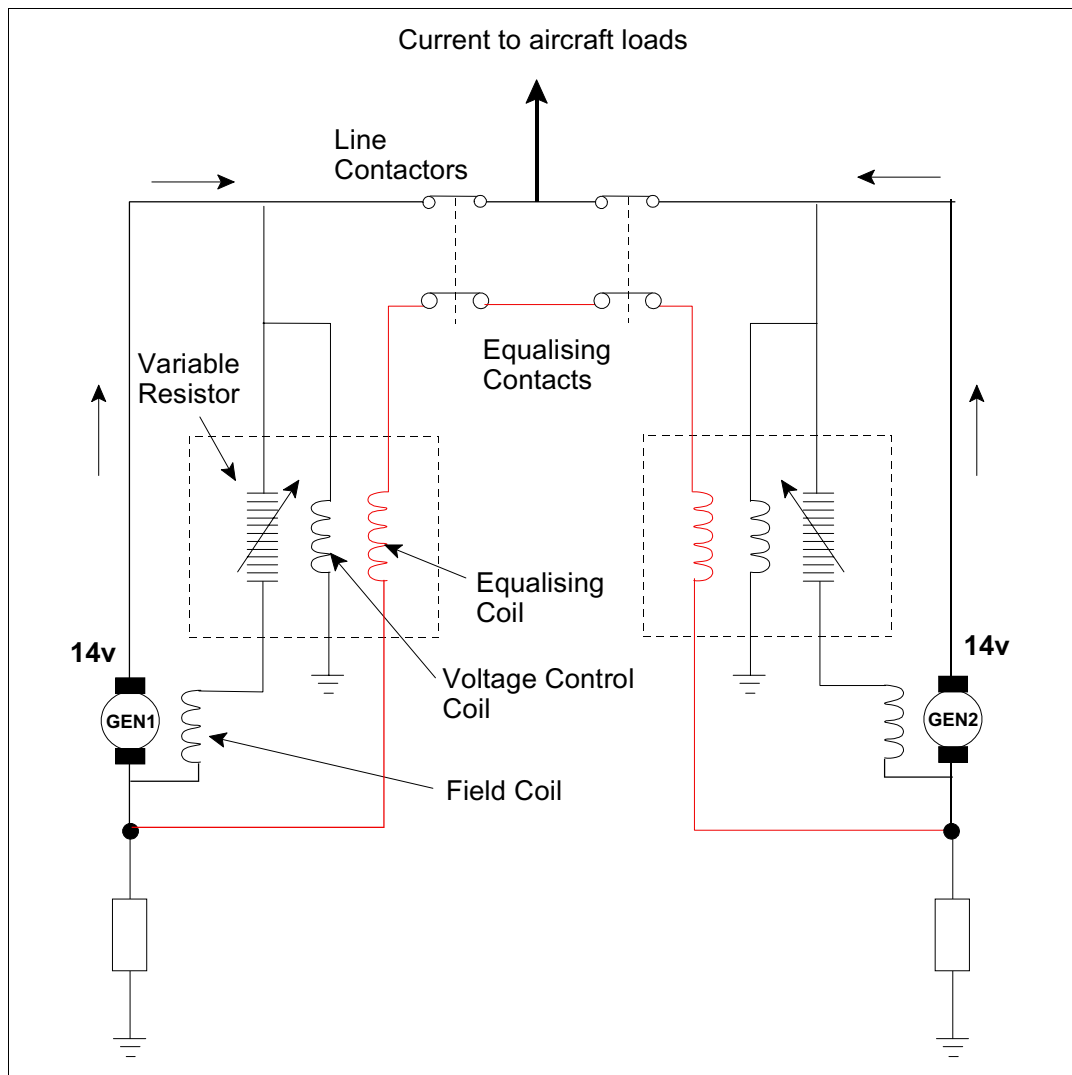 Current to aircraft loads
Line
Contactors
Variable
Resistor
Equalising
Contacts
Equalising
Coil
14v
14v
Voltage Control
Coil
GEN1
GEN2
Field Coil